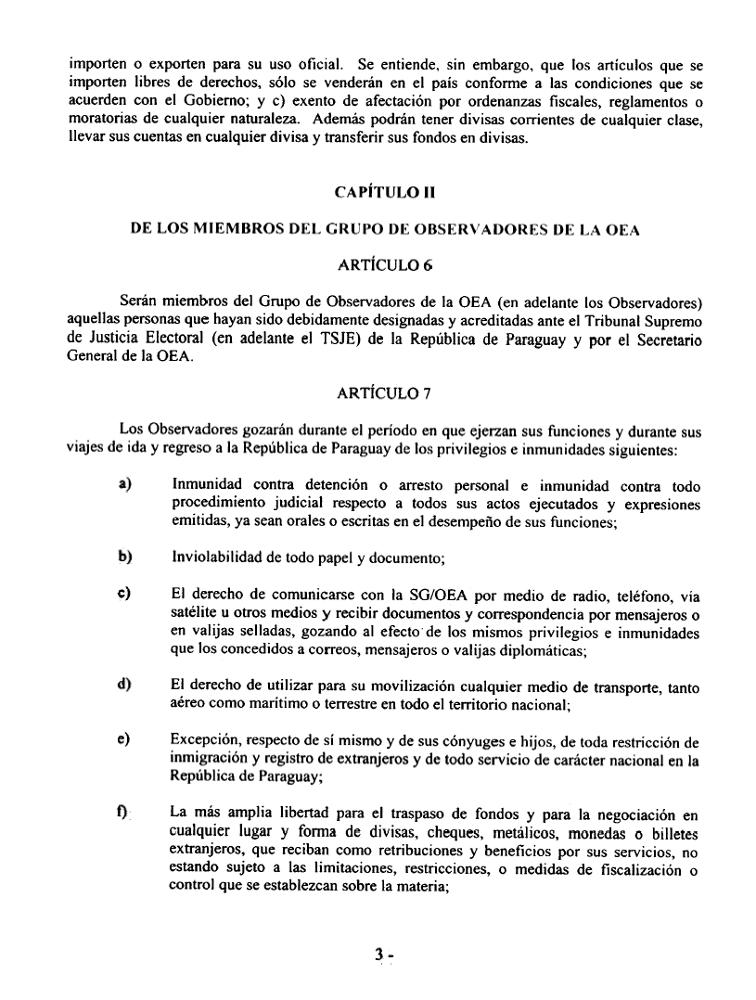 importen o exporten para su uso oficial. Se entiende, sin embargo, que los artículos que se
importen libres de derechos, sólo se venderán en el país conforme a las condiciones que se
acuerden con el Gobierno; y c) exento de afectación por ordenanzas fiscales, reglamentos o
moratorias de cualquier naturaleza. Además podrán tener divisas corrientes de cualquier clase,
llevar sus cuentas en cualquier divisa y transferir sus fondos en divisas.
CAPÍTULO II
DE LOS MIEMBROS DEL GRUPO DE OBSERVADORES DE LA OEA
ARTÍCULO 6
Serán miembros del Grupo de Observadores de la OEA (en adelante los Observadores)
aquellas personas que hayan sido debidamente designadas y acreditadas ante el Tribunal Supremo
de Justicia Electoral (en adelante el TSJE) de la República de Paraguay y por el Secretario
General de la OEA.
ARTÍCULO 7
Los Observadores gozarán durante el período en que ejerzan sus funciones y durante sus
viajes de ida y regreso a la República de Paraguay de los privilegios e inmunidades siguientes:
a) Inmunidad contra detención o arresto personal e inmunidad contra todo
procedimiento judicial respecto a todos sus actos ejecutados y expresiones
emitidas, ya sean orales o escritas en el desempeño de sus funciones;
b) Inviolabilidad de todo papel y documento;
c) El derecho de comunicarse con la SG/OEA por medio de radio, teléfono, vía
satélite u otros medios y recibir documentos y correspondencia por mensajeros o
en valijas selladas, gozando al efecto de los mismos privilegios e inmunidades
que los concedidos a correos, mensajeros o valijas diplomáticas;
d) El derecho de utilizar para su movilización cualquier medio de transporte, tanto
aéreo como marítimo o terrestre en todo el territorio nacional;
e) Excepción, respecto de sí mismo y de sus cónyuges e hijos, de toda restricción de
inmigración y registro de extranjeros y de todo servicio de carácter nacional en la
República de Paraguay;
f) La más amplia libertad para el traspaso de fondos y para la negociación en
cualquier lugar y forma de divisas, cheques, metálicos, monedas o billetes
extranjeros, que reciban como retribuciones y beneficios por sus servicios, no
estando sujeto a las limitaciones, restricciones, o medidas de fiscalización o
control que se establezcan sobre la materia;
3 -